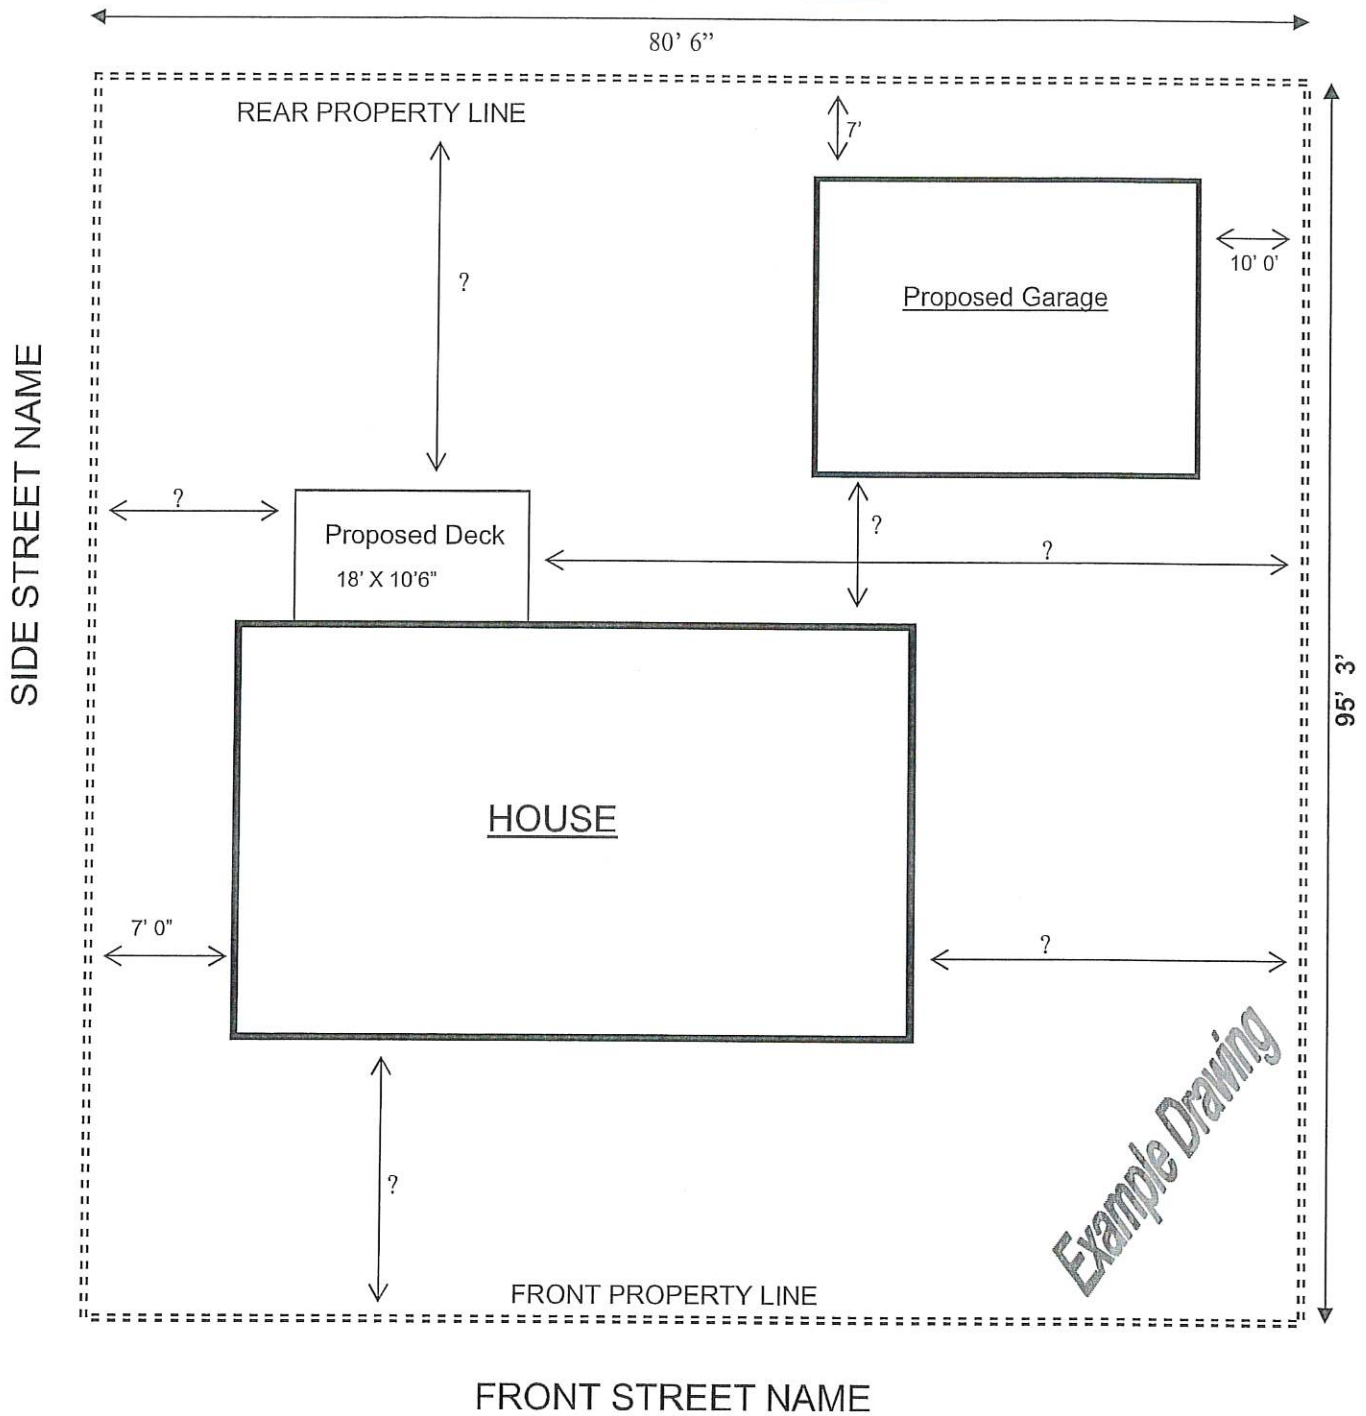 80’ 6”
REAR PROPERTY LINE
7’
10’ 0’
?
Proposed Garage
SIDE STREET NAME
?
Proposed Deck
18’ X 10’6”
?
?
95’ 3’
HOUSE
7’ 0”
?
?
Example Drawing
FRONT PROPERTY LINE
FRONT STREET NAME